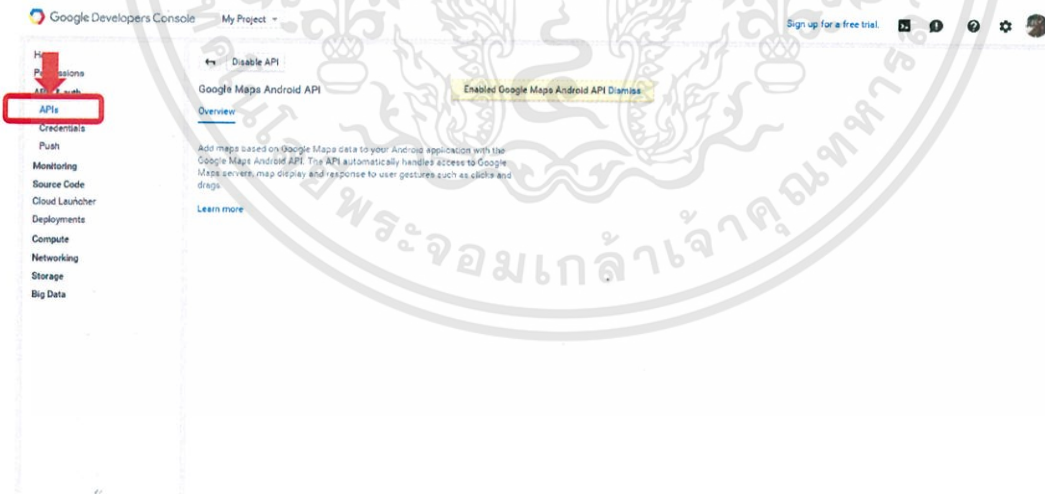 Google Developers Console
My Project
Sign up for a free trial.
Disable API
Google Maps Android API
Enabled Google Maps Android API Dismiss
Overview
Add maps based on Google Maps data to your Android application with the
Google Maps Android API. The API automatically handles access to Google
Maps servers, map display and response to user gestures such as clicks and
drags
Learn more
APIs
Credentials
Push
Monitoring
Source Code
Cloud Launcher
Deployments
Compute
Networking
Storage
Big Data
พระจอมเกล้าเจ้าคุณทหาร